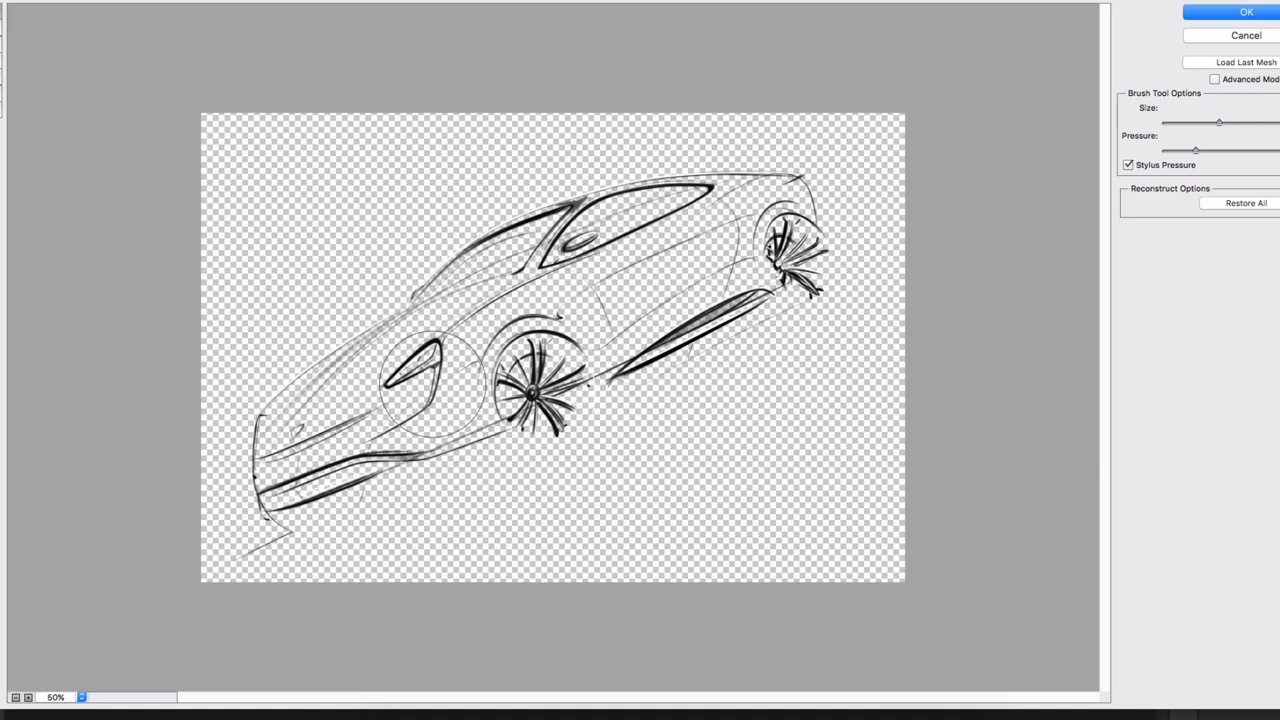 OK
Cancel
Load Last Mesh
Advanced Mod
Brush Tool Options
Size:
Pressure:
Stylus Pressure
Reconstruct Options
Restore All
50%